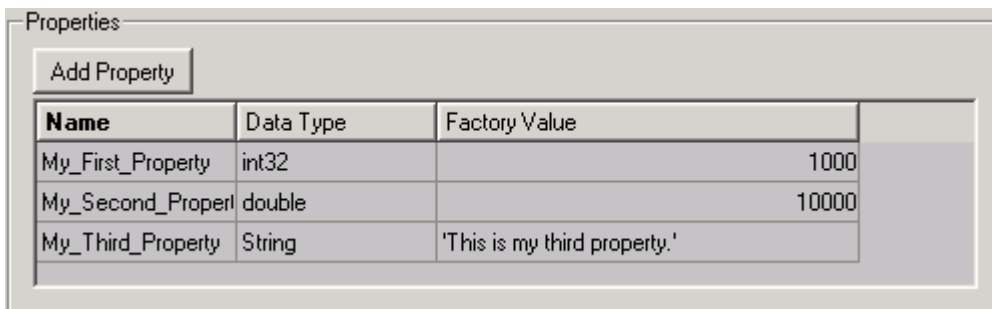 Properties
Add Property
Name Data Type Factory Value
My_First_Property int32 1000
My_Second_Propert double 10000
My_Third_Property String 'This is my third property.'